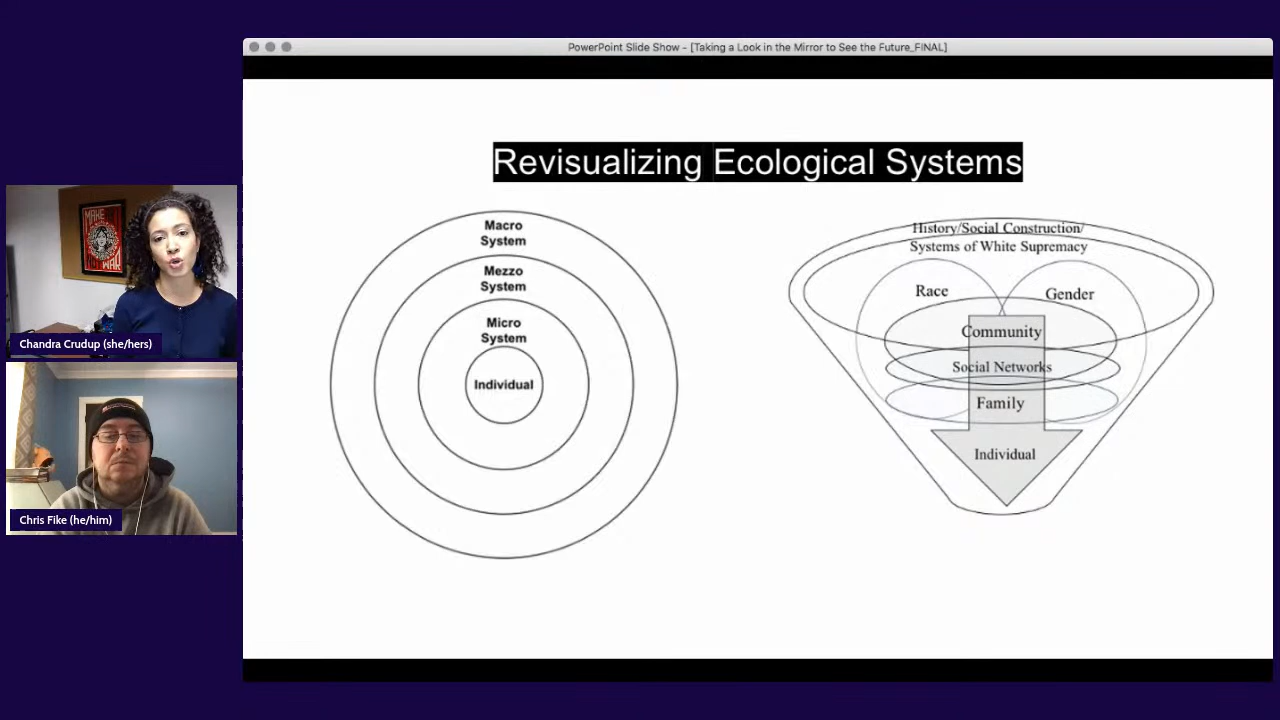 PowerPoint Slide Show - [Taking a Look in the Mirror to See the Future_FINAL]
Revisualizing Ecological Systems
Macro
System
Mezzo
System
Micro
System
Individual
History/Social Construction/
Systems of White Supremacy
Race
Gender
Community
Social Networks
Family
Individual
MAKE
WAR
Chandra Crudup (she/hers)
Chris Fike (he/him)